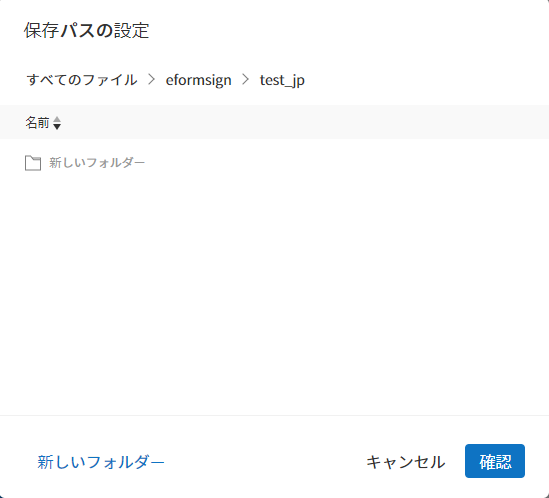 保存パスの設定
すべてのファイル > eformsign > test_jp
名前
新しいフォルダー
新しいフォルダー キャンセル 確認